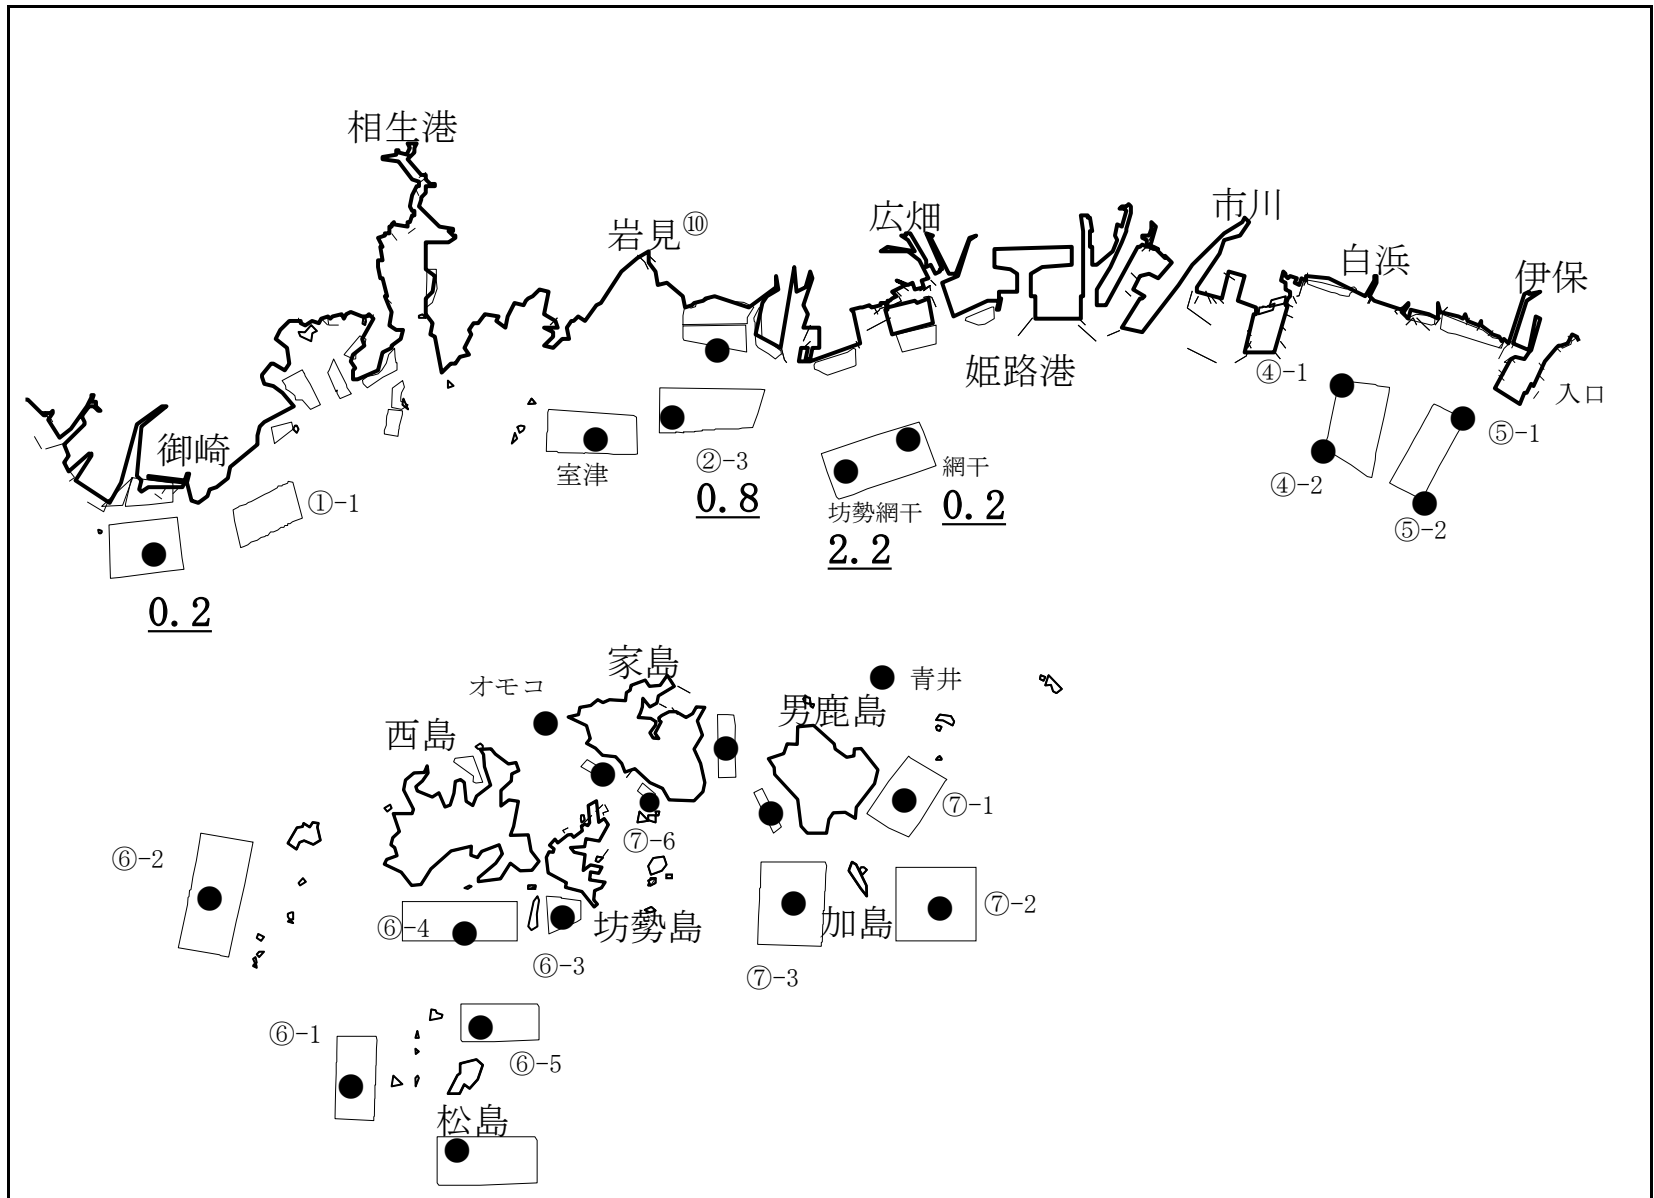 相生港
市川
広畑
岩見⑩
白浜
伊保
姫路港
④-1
入口
御崎
⑤-1
室津
②-3
網干
④-2
①-1
0.8
坊勢網干
0.2
⑤-2
2.2
0.2
家島
オモコ
青井
男鹿島
西島
⑦-1
⑦-6
⑥-2
⑦-2
⑥-4
坊勢島
加島
⑥-3
⑦-3
⑥-1
⑥-5
松島